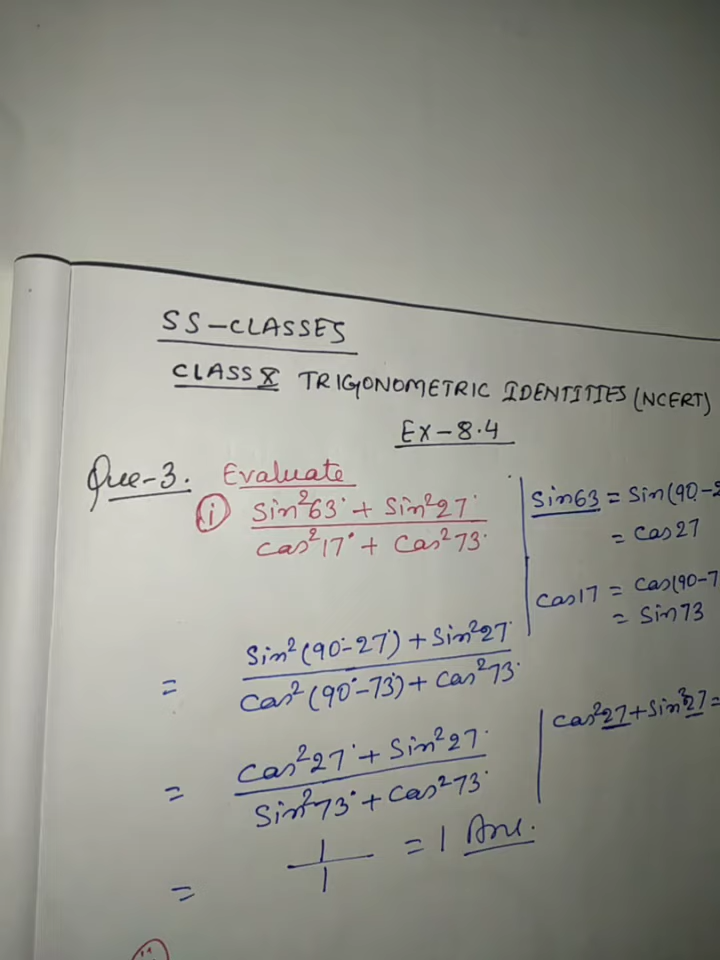 SS-CLASSES
CLASS X TRIGONOMETRIC IDENTITIES (NCERT)
EX-8.4
Que-3. Evaluate
(i) Sin²63° + Sin²27°
Cos²17° + Cos²73°
= Sin²(90°-27°) + Sin²27°
Cos²(90°-73°) + Cos²73°
= Cos²27° + Sin²27°
Sin²73° + Cos²73°
= 1/1 = 1 Ans.
Sin63 = Sin(90-2
= Cos27
Cos17 = Cos(90-7
= Sin73
Cos²27 + Sin²27 =